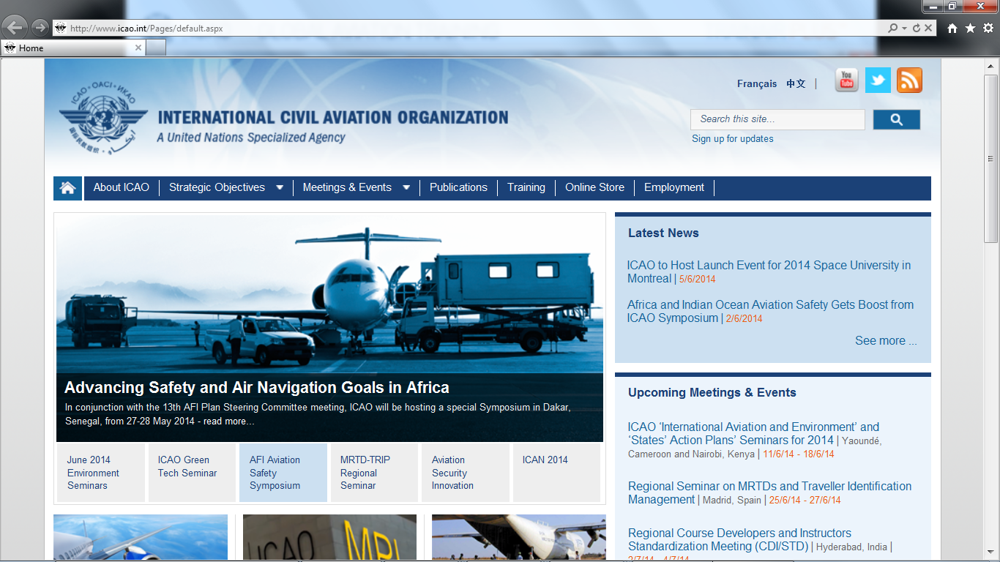 http://www.icao.int/Pages/default.aspx
Home
ICAO · OACI · ИКАО
INTERNATIONAL CIVIL AVIATION ORGANIZATION
A United Nations Specialized Agency
Français 中文 |
You
Tube
Search this site...
Sign up for updates
About ICAO
Strategic Objectives
Meetings & Events
Publications
Training
Online Store
Employment
Advancing Safety and Air Navigation Goals in Africa
In conjunction with the 13th AFI Plan Steering Committee meeting, ICAO will be hosting a special Symposium in Dakar,
Senegal, from 27-28 May 2014 - read more...
June 2014
Environment
Seminars
ICAO Green
Tech Seminar
AFI Aviation
Safety
Symposium
MRTD-TRIP
Regional
Seminar
Aviation
Security
Innovation
ICAN 2014
ICAO
MRI
Latest News
ICAO to Host Launch Event for 2014 Space University in
Montreal | 5/6/2014
Africa and Indian Ocean Aviation Safety Gets Boost from
ICAO Symposium | 2/6/2014
See more ...
Upcoming Meetings & Events
ICAO ‘International Aviation and Environment’ and
‘States’ Action Plans’ Seminars for 2014 | Yaoundé,
Cameroon and Nairobi, Kenya | 11/6/14 - 18/6/14
Regional Seminar on MRTDs and Traveller Identification
Management | Madrid, Spain | 25/6/14 - 27/6/14
Regional Course Developers and Instructors
Standardization Meeting (CDI/STD) | Hyderabad, India |
2/7/14 - 4/7/14